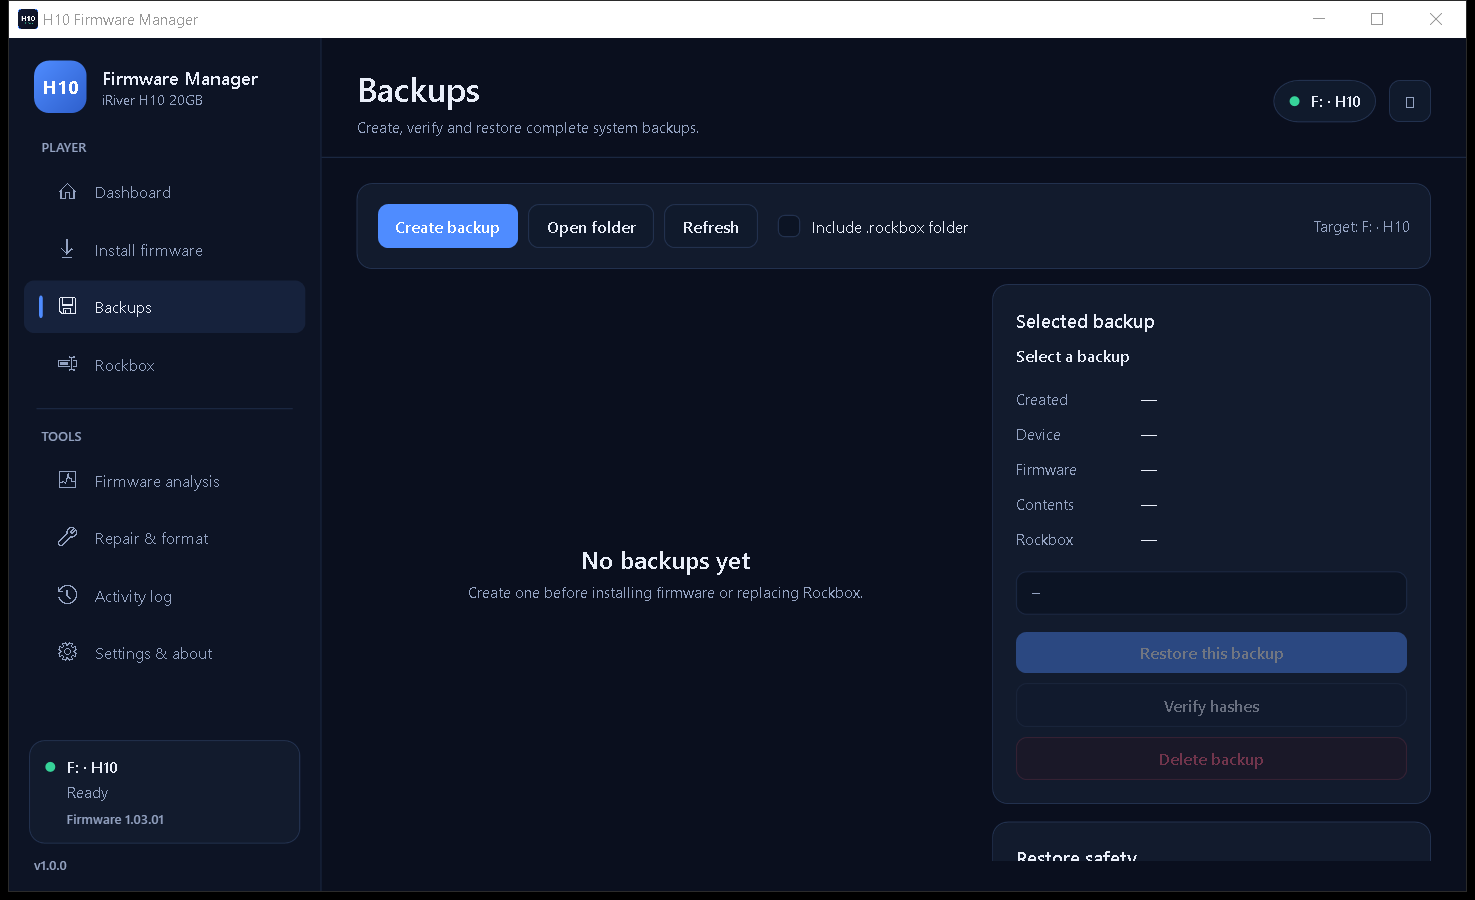 H10 H10 Firmware Manager
H10
Firmware Manager
iRiver H10 20GB
PLAYER
Dashboard
Install firmware
Backups
Rockbox
TOOLS
Firmware analysis
Repair & format
Activity log
Settings & about
F: · H10
Ready
Firmware 1.03.01
v1.0.0
Backups
Create, verify and restore complete system backups.
F: · H10
Create backup
Open folder
Refresh
Include .rockbox folder
Target: F: · H10
No backups yet
Create one before installing firmware or replacing Rockbox.
Selected backup
Select a backup
Created —
Device —
Firmware —
Contents —
Rockbox —
—
Restore this backup
Verify hashes
Delete backup
Restore safety